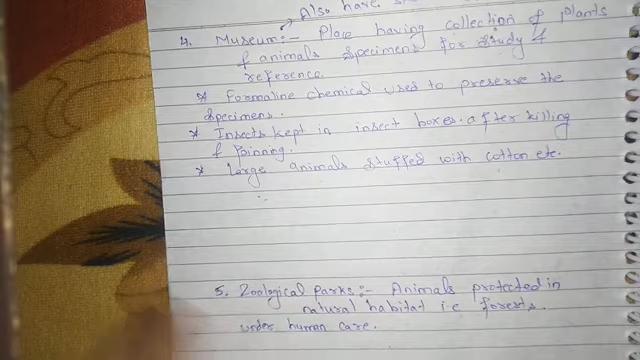 Also have
4. Museum:- Place having collection of plants
& animals specimens for study &
reference.
* Formaline chemical used to preserve the
specimens.
* Insects kept in insect boxes after killing
& pinning.
* Large animals stuffed with cotton etc.
5. Zoological Parks:- Animals protected in
natural habitat i.e forests.
under human care.